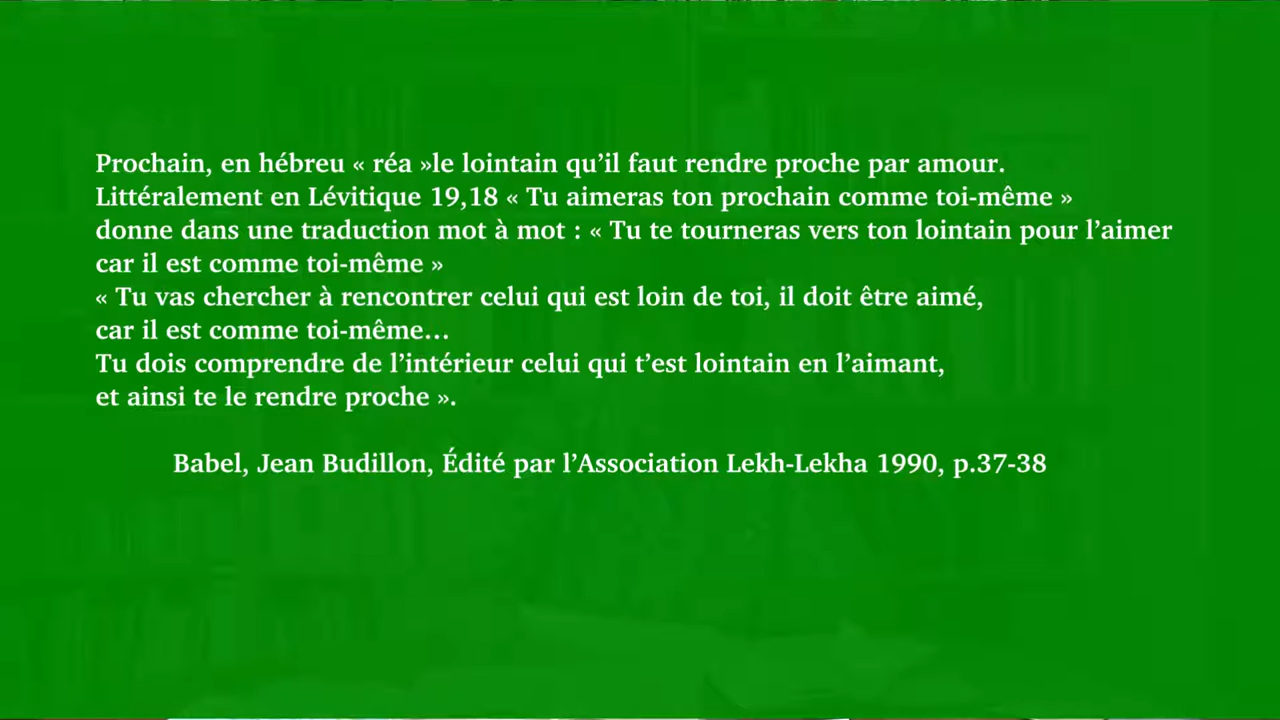 Prochain, en hébreu « réa »le lointain qu’il faut rendre proche par amour.
Littéralement en Lévitique 19,18 « Tu aimeras ton prochain comme toi-même »
donne dans une traduction mot à mot : « Tu te tourneras vers ton lointain pour l’aimer
car il est comme toi-même »
« Tu vas chercher à rencontrer celui qui est loin de toi, il doit être aimé,
car il est comme toi-même…
Tu dois comprendre de l’intérieur celui qui t’est lointain en l’aimant,
et ainsi te le rendre proche ».
Babel, Jean Budillon, Édité par l’Association Lekh-Lekha 1990, p.37-38